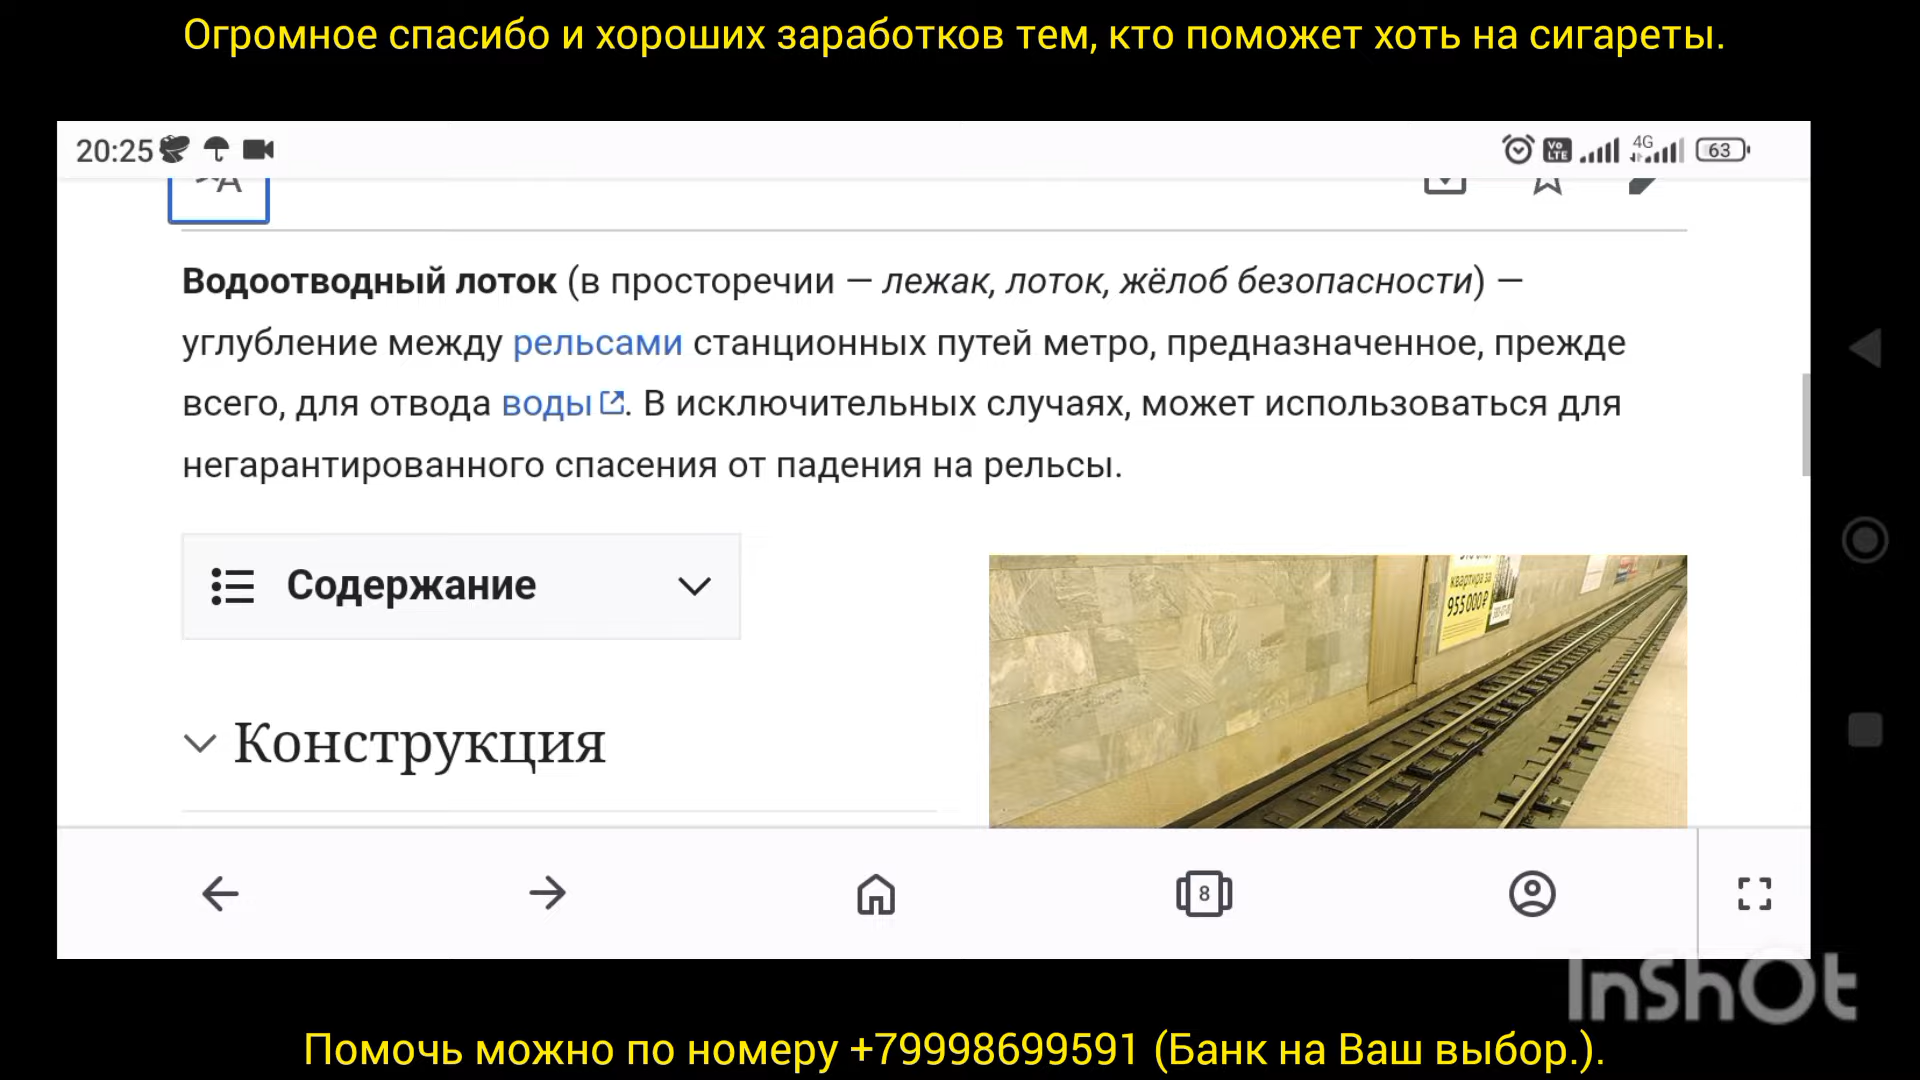 Огромное спасибо и хороших заработков тем, кто поможет хоть на сигареты.
20:25
Vo LTE 4G 63
Водоотводный лоток (в просторечии — лежак, лоток, жёлоб безопасности) —
углубление между рельсами станционных путей метро, предназначенное, прежде
всего, для отвода воды. В исключительных случаях, может использоваться для
негарантированного спасения от падения на рельсы.
Содержание
квартира за
955 000 ₽
Конструкция
8
InShOt
Помочь можно по номеру +79998699591 (Банк на Ваш выбор.).